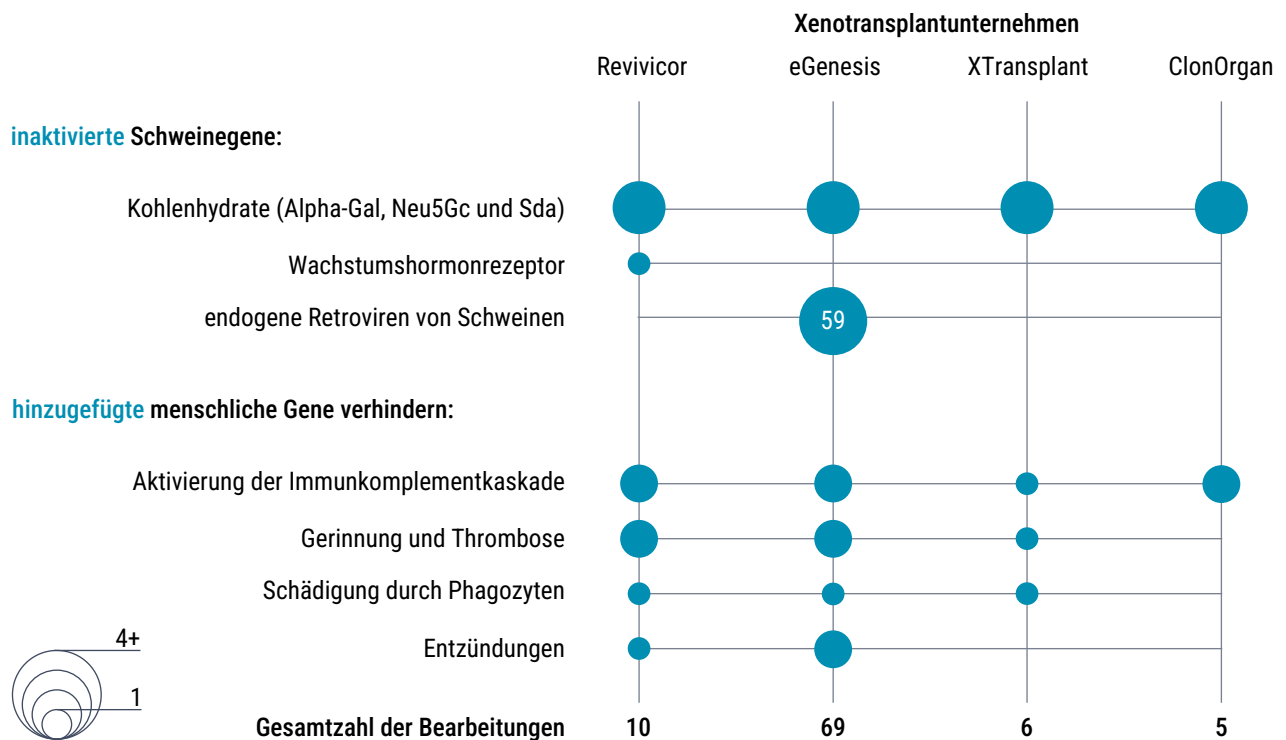 Xenotransplantunternehmen
Revivicor eGenesis XTransplant ClonOrgan
inaktivierte Schweinegene:
Kohlenhydrate (Alpha-Gal, Neu5Gc und Sda)
Wachstumshormonrezeptor
endogene Retroviren von Schweinen 59
hinzugefügte menschliche Gene verhindern:
Aktivierung der Immunkomplementkaskade
Gerinnung und Thrombose
Schädigung durch Phagozyten
Entzündungen
4+
1
Gesamtzahl der Bearbeitungen 10 69 6 5